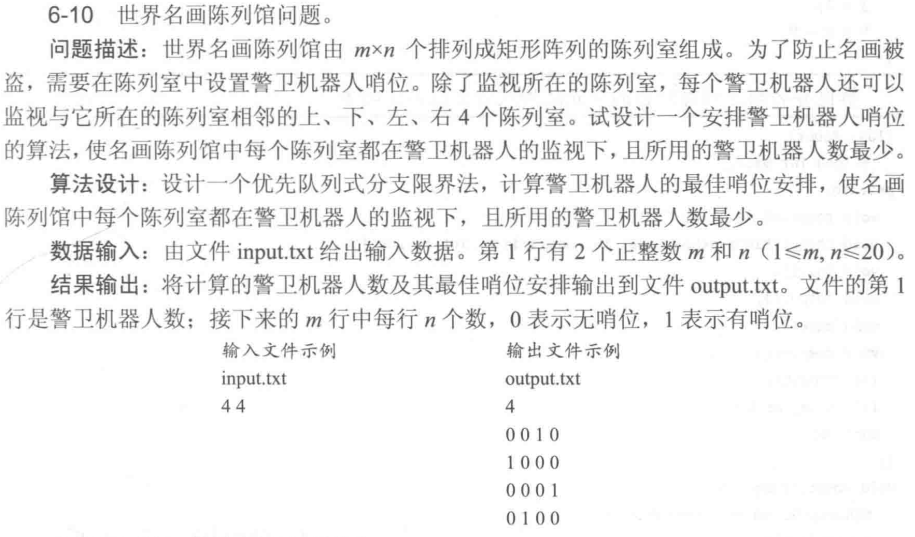 6-10 世界名画陈列馆问题。
问题描述：世界名画陈列馆由 m×n 个排列成矩形阵列的陈列室组成。为了防止名画被
盗，需要在陈列室中设置警卫机器人哨位。除了监视所在的陈列室，每个警卫机器人还可以
监视与它所在的陈列室相邻的上、下、左、右 4 个陈列室。试设计一个安排警卫机器人哨位
的算法，使名画陈列馆中每个陈列室都在警卫机器人的监视下，且所用的警卫机器人数最少。
算法设计：设计一个优先队列式分支限界法，计算警卫机器人的最佳哨位安排，使名画
陈列馆中每个陈列室都在警卫机器人的监视下，且所用的警卫机器人数最少。
数据输入：由文件 input.txt 给出输入数据。第 1 行有 2 个正整数 m 和 n（1≤m, n≤20）。
结果输出：将计算的警卫机器人数及其最佳哨位安排输出到文件 output.txt。文件的第 1
行是警卫机器人数；接下来的 m 行中每行 n 个数，0 表示无哨位，1 表示有哨位。
输入文件示例 输出文件示例
input.txt output.txt
4 4 4
0 0 1 0
1 0 0 0
0 0 0 1
0 1 0 0